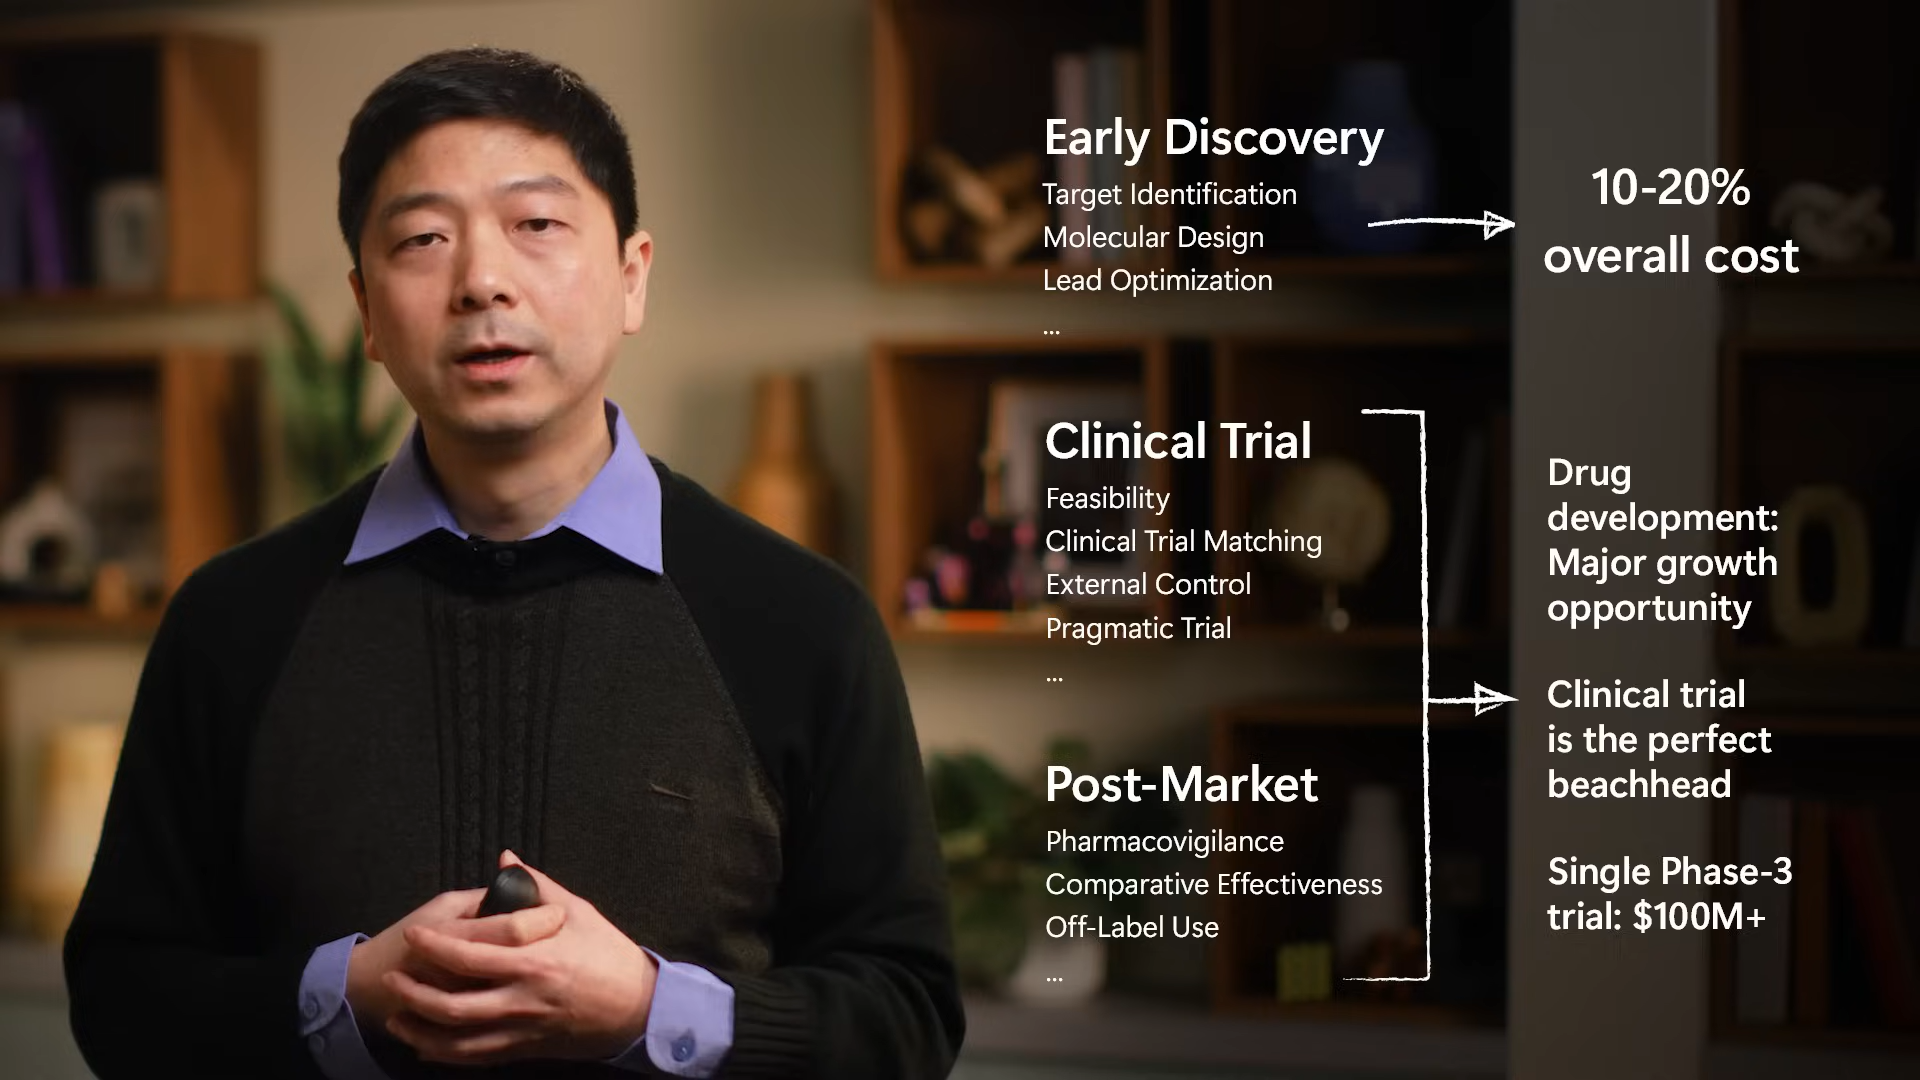 Early Discovery
Target Identification
Molecular Design
Lead Optimization
...
10-20%
overall cost
Clinical Trial
Feasibility
Clinical Trial Matching
External Control
Pragmatic Trial
...
Post-Market
Pharmacovigilance
Comparative Effectiveness
Off-Label Use
...
Drug
development:
Major growth
opportunity
Clinical trial
is the perfect
beachhead
Single Phase-3
trial: $100M+